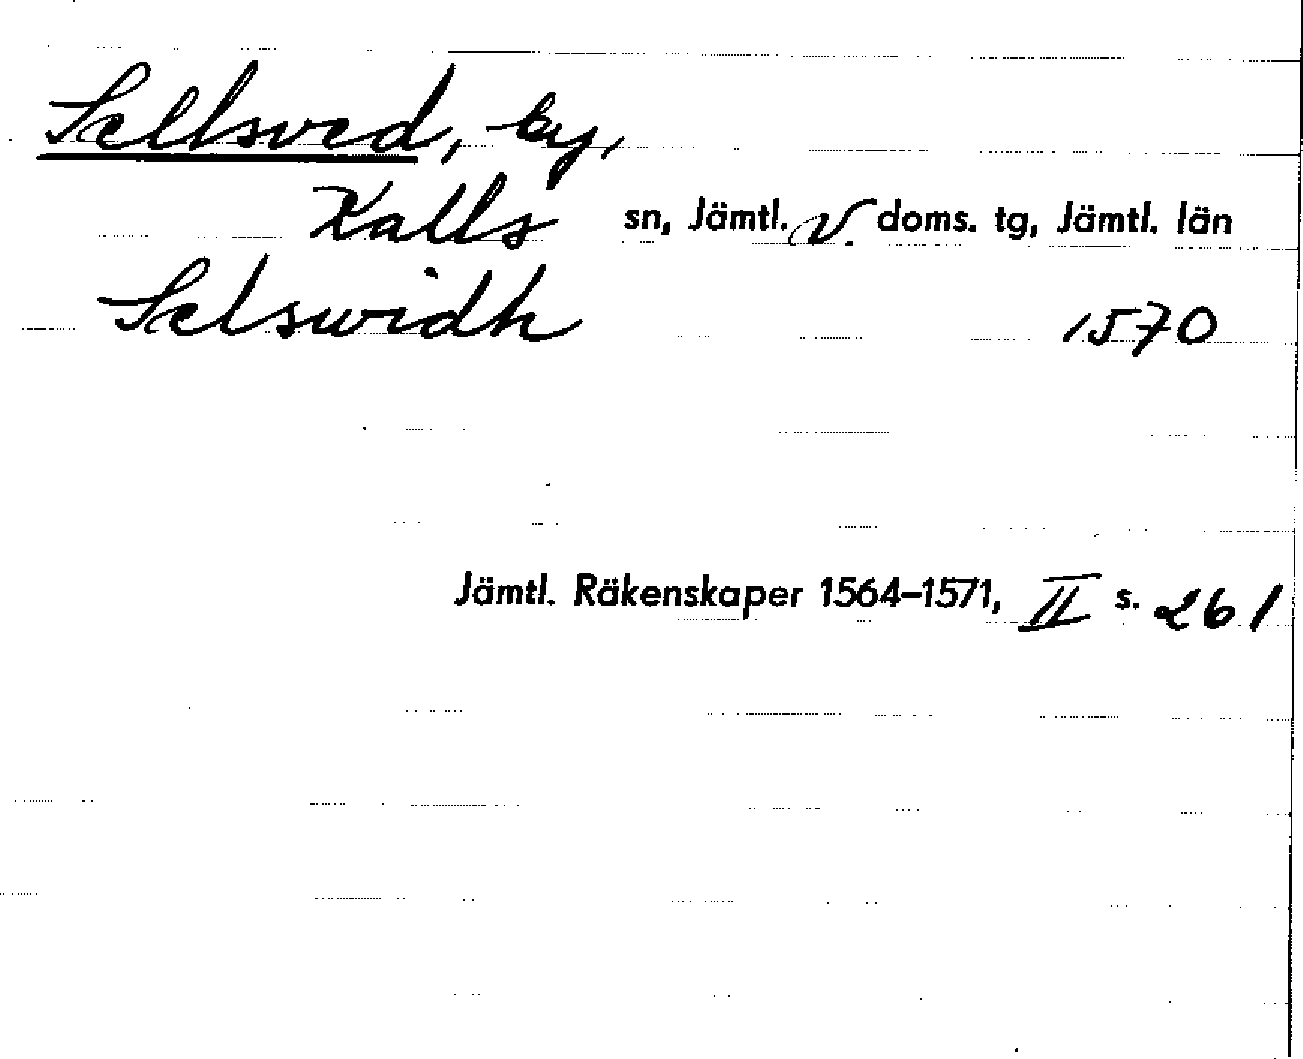 Sellsved, by,
Kalls sn, Jämtl. v. doms. tg, Jämtl. län
Selswidh 1570
Jämtl. Räkenskaper 1564–1571, II s. 261